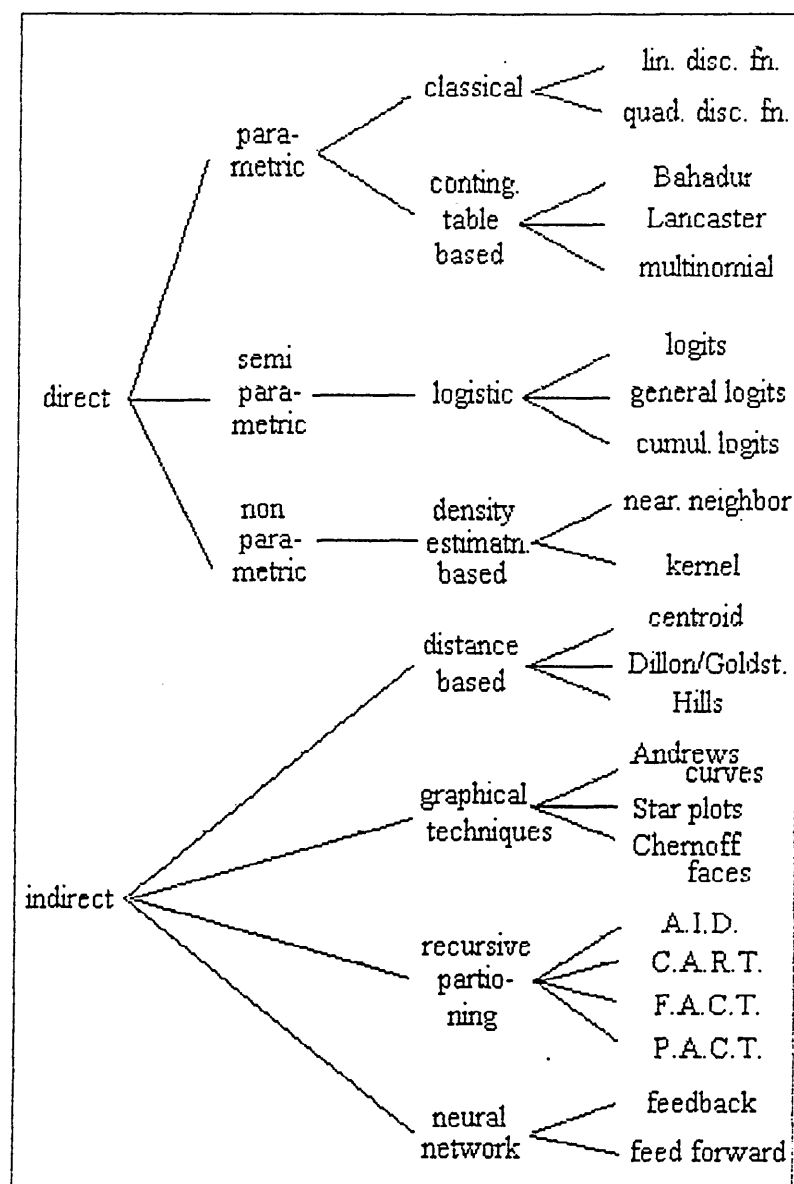 direct
para-
metric
classical
lin. disc. fn.
quad. disc. fn.
conting.
table
based
Bahadur
Lancaster
multinomial
semi
para-
metric
logistic
logits
general logits
cumul. logits
non
para-
metric
density
estimatn.
based
near. neighbor
kernel
indirect
distance
based
centroid
Dillon/Goldst.
Hills
graphical
techniques
Andrews
curves
Star plots
Chernoff
faces
recursive
partio-
ning
A.I.D.
C.A.R.T.
F.A.C.T.
P.A.C.T.
neural
network
feedback
feed forward